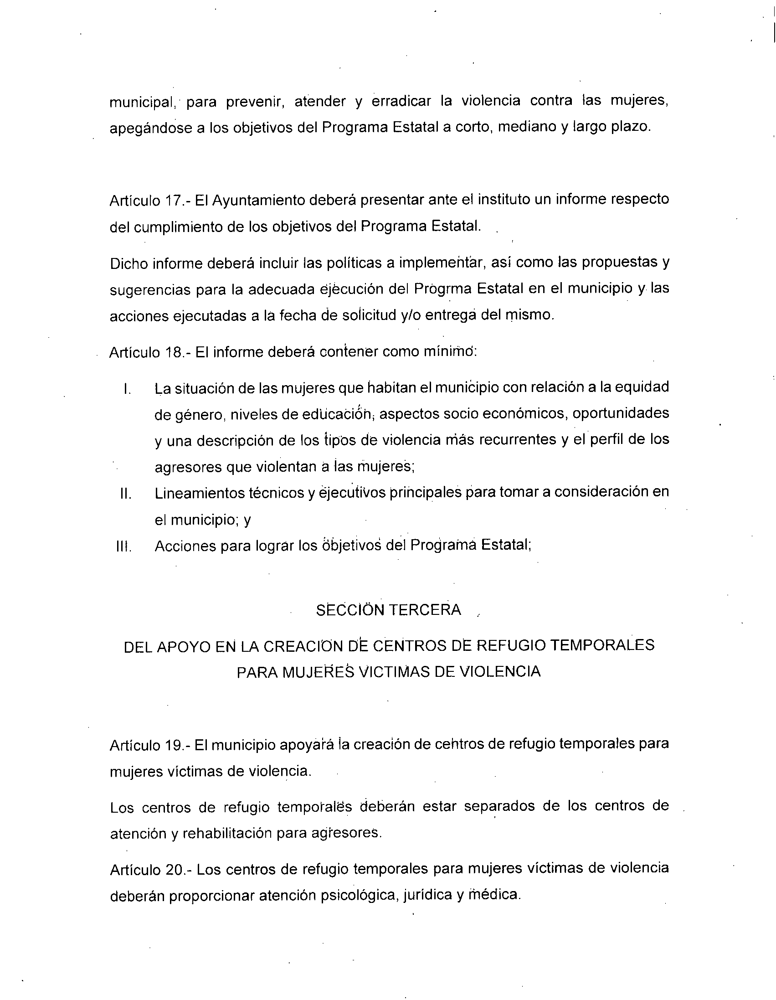 municipal, para prevenir, atender y erradicar la violencia contra las mujeres,
apegándose a los objetivos del Programa Estatal a corto, mediano y largo plazo.
Artículo 17.- El Ayuntamiento deberá presentar ante el instituto un informe respecto
del cumplimiento de los objetivos del Programa Estatal.
Dicho informe deberá incluir las políticas a implementar, así como las propuestas y
sugerencias para la adecuada ejecución del Progrma Estatal en el municipio y las
acciones ejecutadas a la fecha de solicitud y/o entrega del mismo.
Artículo 18.- El informe deberá contener como mínimo:
I. La situación de las mujeres que habitan el municipio con relación a la equidad
de género, niveles de educación, aspectos socio económicos, oportunidades
y una descripción de los tipos de violencia más recurrentes y el perfil de los
agresores que violentan a las mujeres;
II. Lineamientos técnicos y ejecutivos principales para tomar a consideración en
el municipio; y
III. Acciones para lograr los objetivos del Programa Estatal;
SECCIÓN TERCERA
DEL APOYO EN LA CREACION DE CENTROS DE REFUGIO TEMPORALES
PARA MUJERES VICTIMAS DE VIOLENCIA
Artículo 19.- El municipio apoyará la creación de centros de refugio temporales para
mujeres víctimas de violencia.
Los centros de refugio temporales deberán estar separados de los centros de
atención y rehabilitación para agresores.
Artículo 20.- Los centros de refugio temporales para mujeres víctimas de violencia
deberán proporcionar atención psicológica, jurídica y médica.